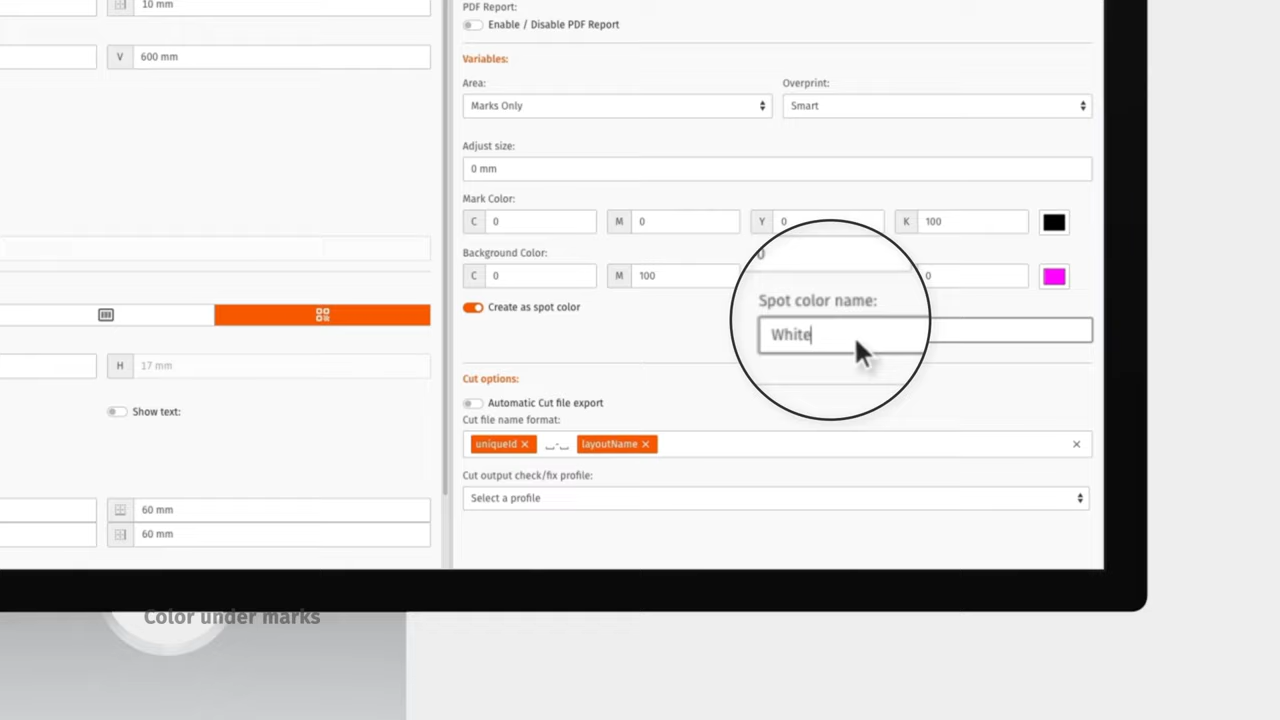 10 mm
V 600 mm
H 17 mm
Show text:
60 mm
60 mm
PDF Report:
Enable / Disable PDF Report
Variables:
Area: Overprint:
Marks Only Smart
Adjust size:
0 mm
Mark Color:
C 0 M 0 Y 0 K 100
Background Color:
C 0 M 100 0 0
Create as spot color
Spot color name:
White
Cut options:
Automatic Cut file export
Cut file name format:
uniqueId × - layoutName × ×
Cut output check/fix profile:
Select a profile
Color under marks